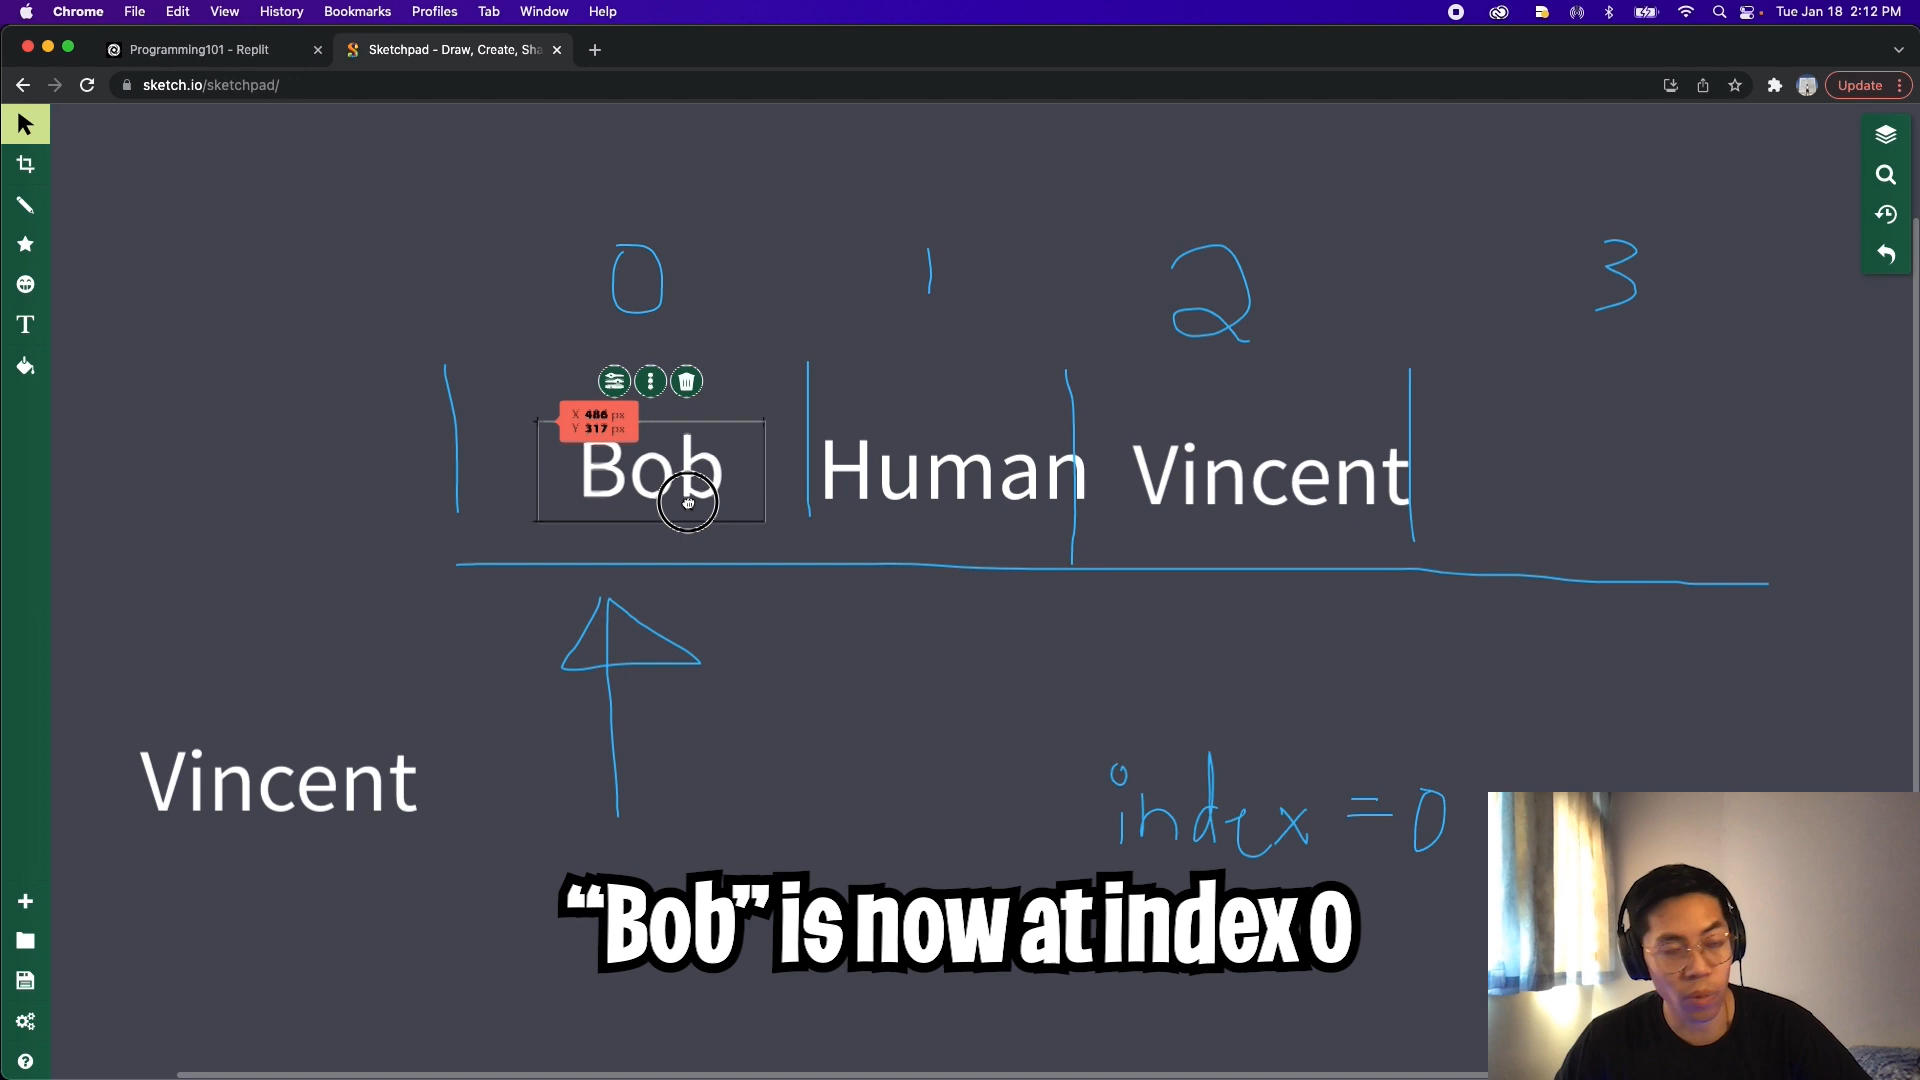 Chrome File Edit View History Bookmarks Profiles Tab Window Help Tue Jan 18 2:12 PM
Programming101 - Replit Sketchpad - Draw, Create, Sha
sketch.io/sketchpad/ Update
0 1 2 3
X 486 px
Y 317 px
Bob Human Vincent
T
Vincent
index = 0
“Bob” is now at index 0